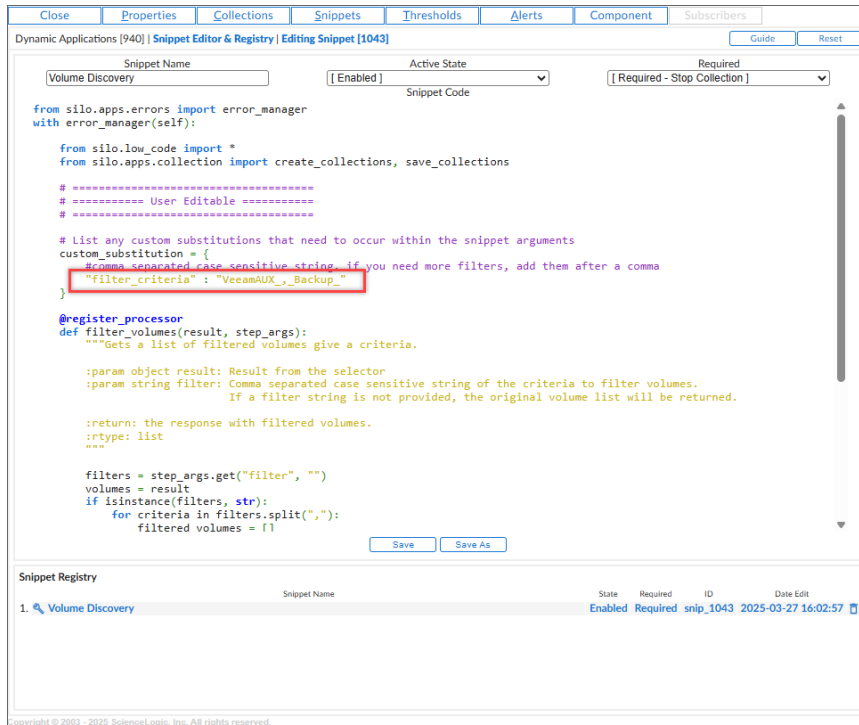 Close Properties Collections Snippets Thresholds Alerts Component Subscribers
Dynamic Applications [940] | Snippet Editor & Registry | Editing Snippet [1043] Guide Reset
Snippet Name Active State Required
Volume Discovery [ Enabled ] [ Required - Stop Collection ]
Snippet Code
from silo.apps.errors import error_manager
with error_manager(self):
from silo.low_code import *
from silo.apps.collection import create_collections, save_collections
# =====================================
# =========== User Editable ===========
# =====================================
# List any custom substitutions that need to occur within the snippet arguments
custom_substitution = {
#comma separated case sensitive string, if you need more filters, add them after a comma
"filter_criteria" : "VeeamAUX_,_Backup_"
}
@register_processor
def filter_volumes(result, step_args):
"""Gets a list of filtered volumes give a criteria.
:param object result: Result from the selector
:param string filter: Comma separated case sensitive string of the criteria to filter volumes.
If a filter string is not provided, the original volume list will be returned.
:return: the response with filtered volumes.
:rtype: list
"""
filters = step_args.get("filter", "")
volumes = result
if isinstance(filters, str):
for criteria in filters.split(","):
filtered volumes = []
Save Save As
Snippet Registry
Snippet Name State Required ID Date Edit
1. Volume Discovery Enabled Required snip_1043 2025-03-27 16:02:57
Copyright © 2003 - 2025 ScienceLogic, Inc. All rights reserved.